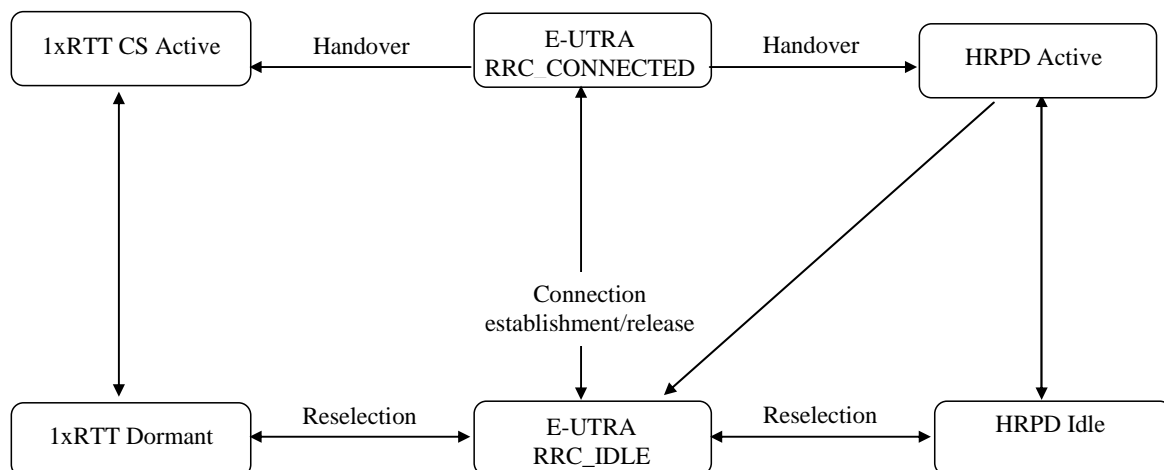 1xRTT CS Active
Handover
E-UTRA
RRC_CONNECTED
Handover
HRPD Active
Connection
establishment/release
1xRTT Dormant
Reselection
E-UTRA
RRC_IDLE
Reselection
HRPD Idle